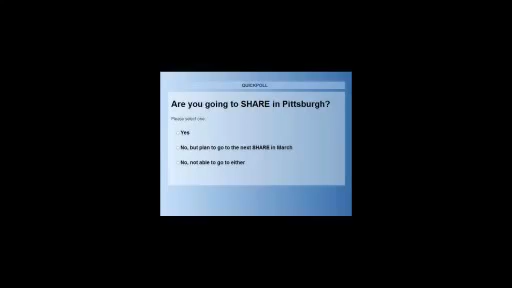 QUICKPOLL
Are you going to SHARE in Pittsburgh?
Please select one.
Yes
No, but plan to go to the next SHARE in March
No, not able to go to either